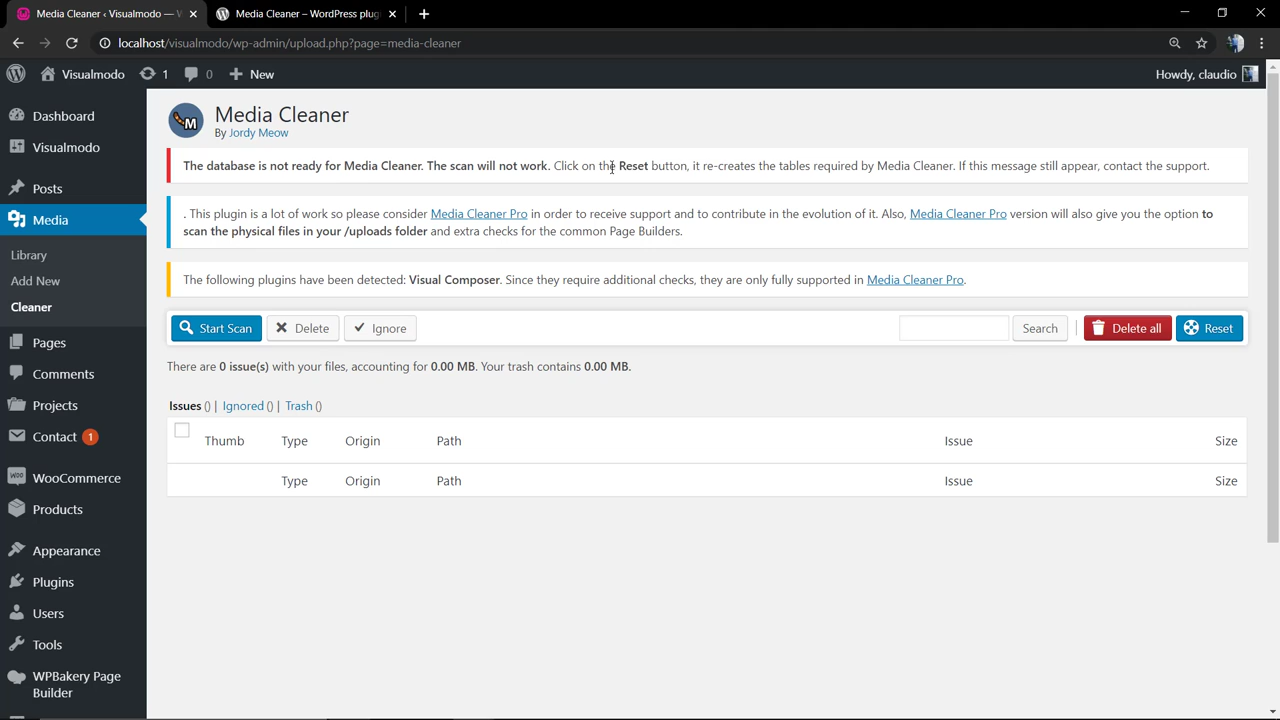 Media Cleaner ‹ Visualmodo — W
Media Cleaner – WordPress plug
localhost/visualmodo/wp-admin/upload.php?page=media-cleaner
Visualmodo 1 0 New
Howdy, claudio
Dashboard
Visualmodo
Posts
Media
Library
Add New
Cleaner
Pages
Comments
Projects
Contact 1
WooCommerce
Products
Appearance
Plugins
Users
Tools
WPBakery Page
Builder
M
Media Cleaner
By Jordy Meow
The database is not ready for Media Cleaner. The scan will not work. Click on the Reset button, it re-creates the tables required by Media Cleaner. If this message still appear, contact the support.
. This plugin is a lot of work so please consider Media Cleaner Pro in order to receive support and to contribute in the evolution of it. Also, Media Cleaner Pro version will also give you the option to
scan the physical files in your /uploads folder and extra checks for the common Page Builders.
The following plugins have been detected: Visual Composer. Since they require additional checks, they are only fully supported in Media Cleaner Pro.
Start Scan Delete Ignore Search | Delete all Reset
There are 0 issue(s) with your files, accounting for 0.00 MB. Your trash contains 0.00 MB.
Issues () | Ignored () | Trash ()
Thumb Type Origin Path Issue Size
Type Origin Path Issue Size